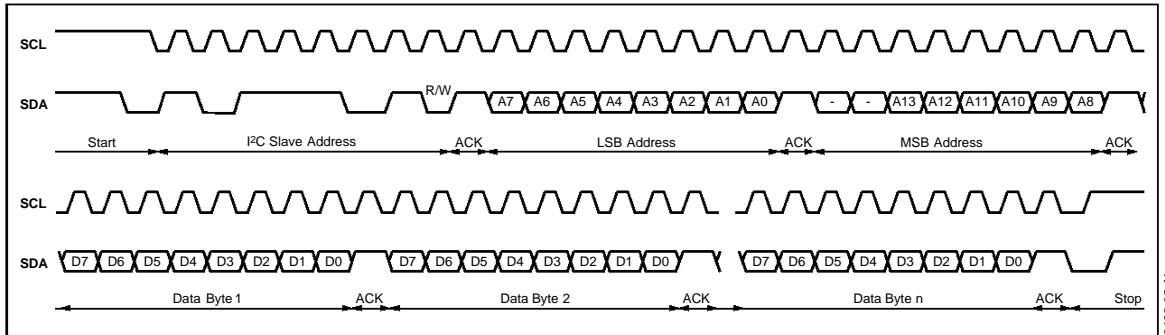 SCL
SDA R/W A7 A6 A5 A4 A3 A2 A1 A0 - - A13 A12 A11 A10 A9 A8
Start I²C Slave Address ACK LSB Address ACK MSB Address ACK
SCL
SDA D7 D6 D5 D4 D3 D2 D1 D0 D7 D6 D5 D4 D3 D2 D1 D0 D7 D6 D5 D4 D3 D2 D1 D0
Data Byte 1 ACK Data Byte 2 ACK Data Byte n ACK Stop